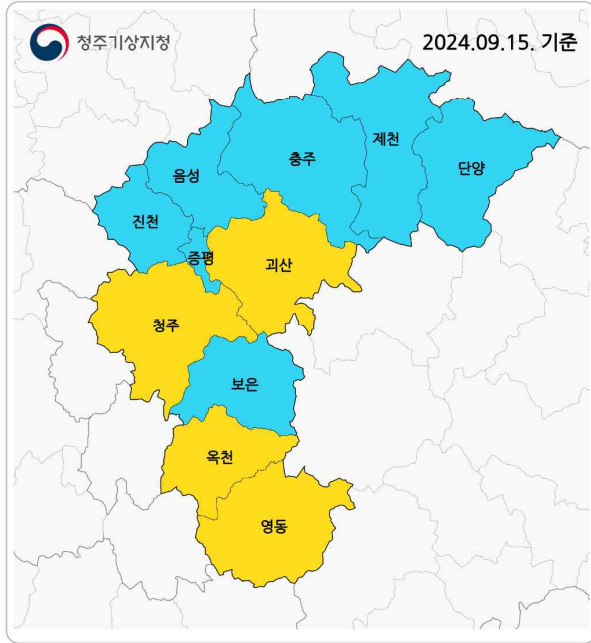 청주기상지청
2024.09.15. 기준
제천
충주
단양
음성
진천
증평
괴산
청주
보은
옥천
영동